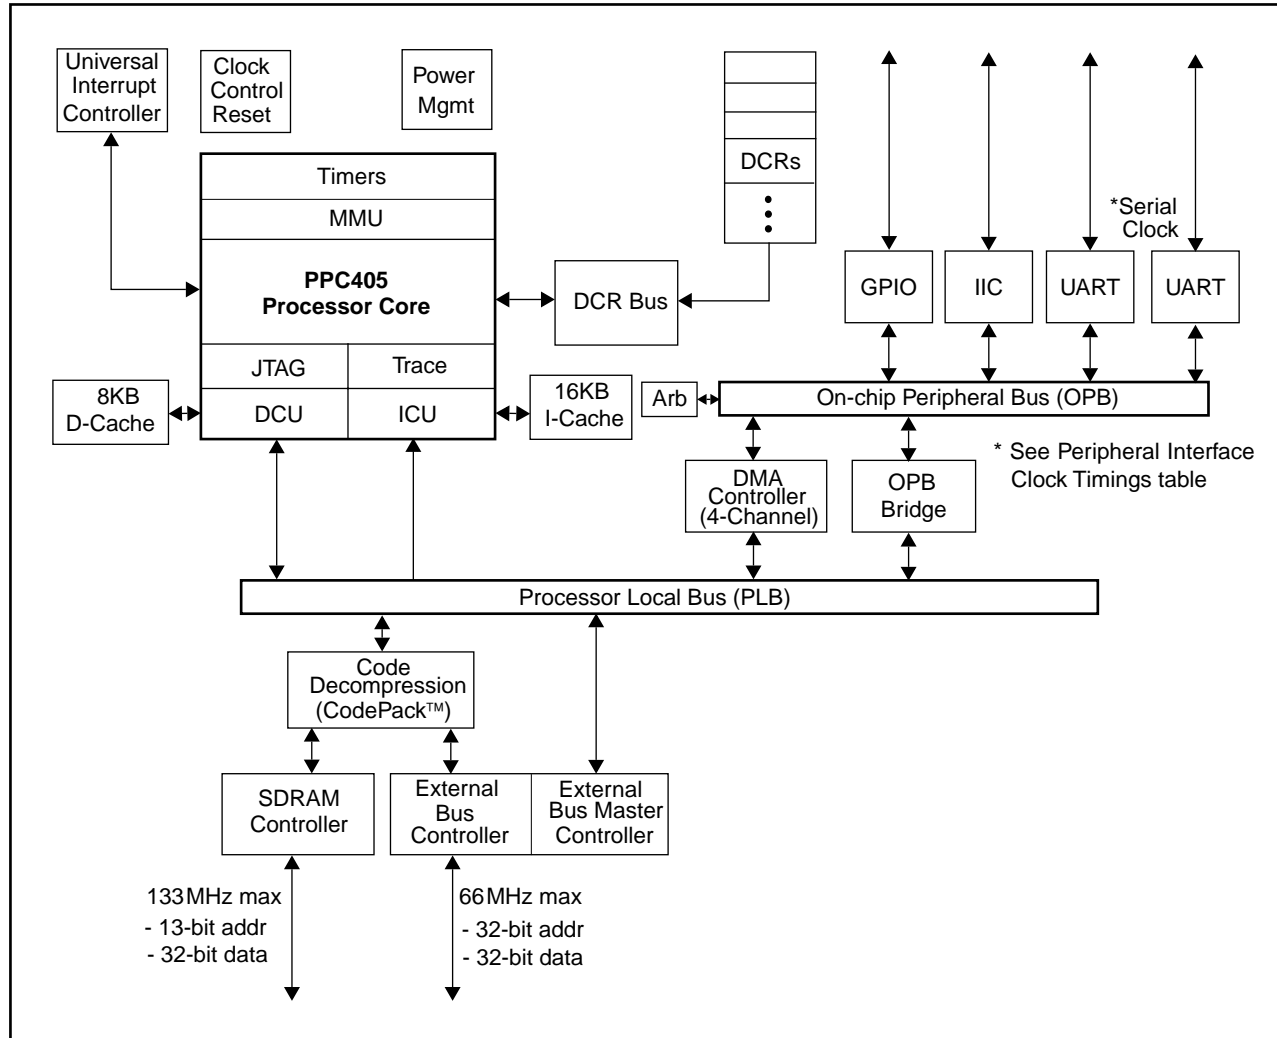 Universal
Interrupt
Controller
Clock
Control
Reset
Power
Mgmt
Timers
MMU
PPC405
Processor Core
JTAG
Trace
DCU
ICU
8KB
D-Cache
16KB
I-Cache
DCR Bus
DCRs
*Serial
Clock
GPIO
IIC
UART
UART
Arb
On-chip Peripheral Bus (OPB)
* See Peripheral Interface
Clock Timings table
DMA
Controller
(4-Channel)
OPB
Bridge
Processor Local Bus (PLB)
Code
Decompression
(CodePack™)
SDRAM
Controller
External
Bus
Controller
External
Bus Master
Controller
133MHz max
- 13-bit addr
- 32-bit data
66MHz max
- 32-bit addr
- 32-bit data